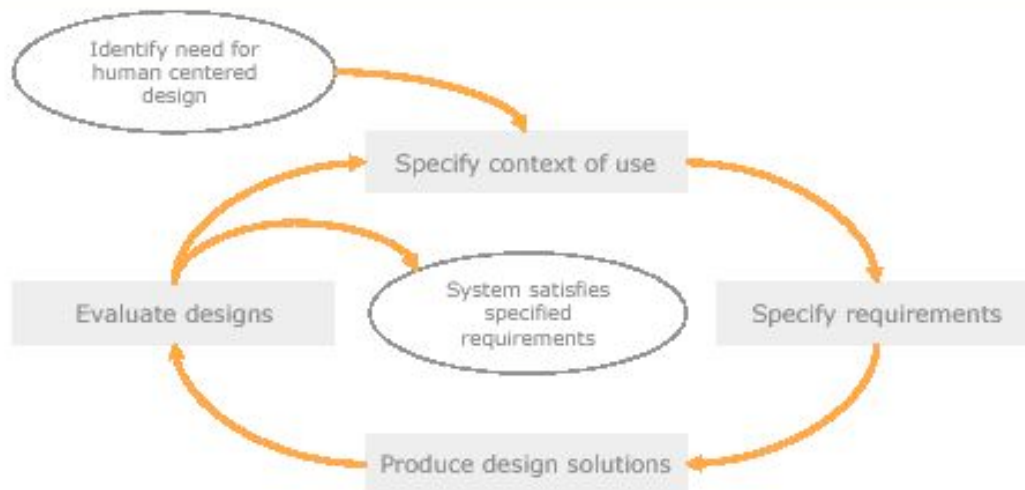 Identify need for
human centered
design
Specify context of use
Evaluate designs
System satisfies
specified
requirements
Specify requirements
Produce design solutions